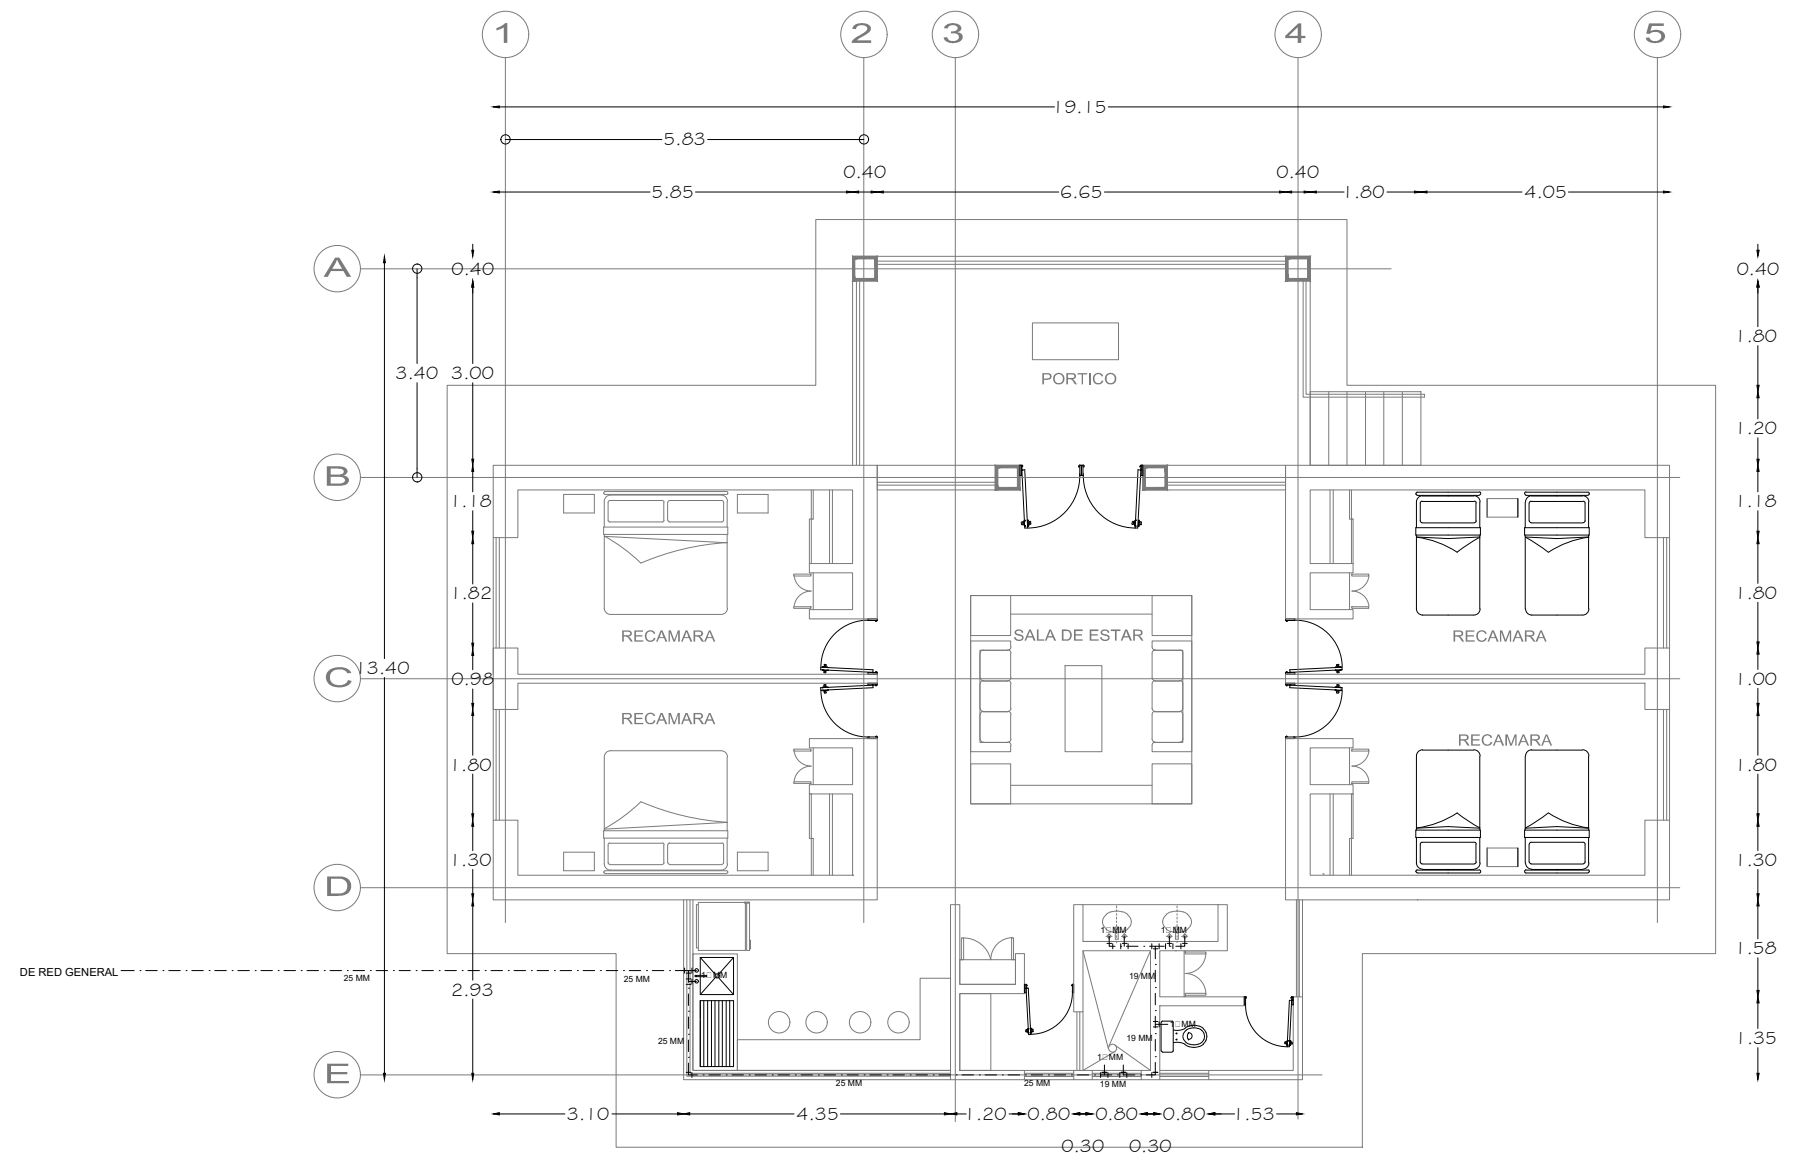 1 2 3 4 5
19.15
5.83
0.40 0.40
5.85 6.65 1.80 4.05
A 0.40 0.40
1.80
3.40 3.00
PORTICO
1.20
B
1.18 1.18
1.82 1.80
RECAMARA SALA DE ESTAR RECAMARA
13.40
C 0.98 1.00
RECAMARA
RECAMARA
1.80 1.80
1.30 1.30
D
MM MM
1.58
DE RED GENERAL
25 MM 25 MM MM 19 MM
2.93
MM
25 MM 19 MM 1.35
MM
E
25 MM 25 MM 19 MM
3.10 4.35 1.20 0.80 0.80 0.80 1.53
0.30 0.30